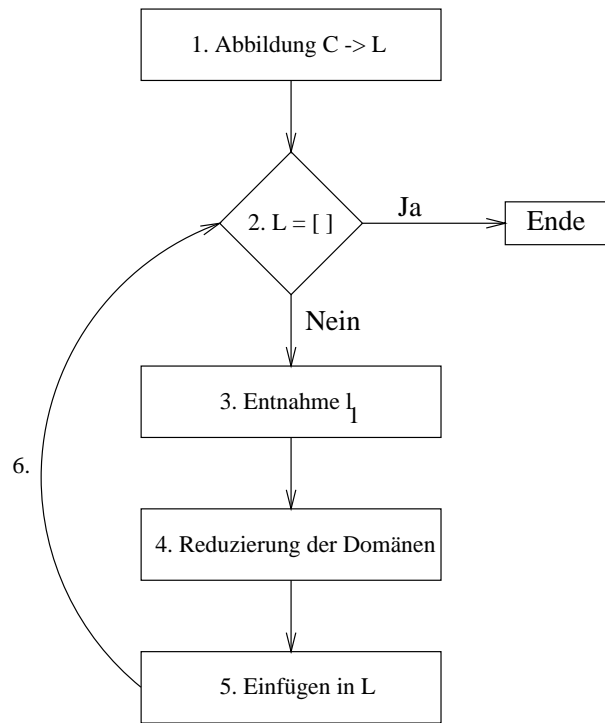 1. Abbildung C -> L
2. L = [ ]
Ja
Ende
Nein
3. Entnahme l1
6.
4. Reduzierung der Domänen
5. Einfügen in L